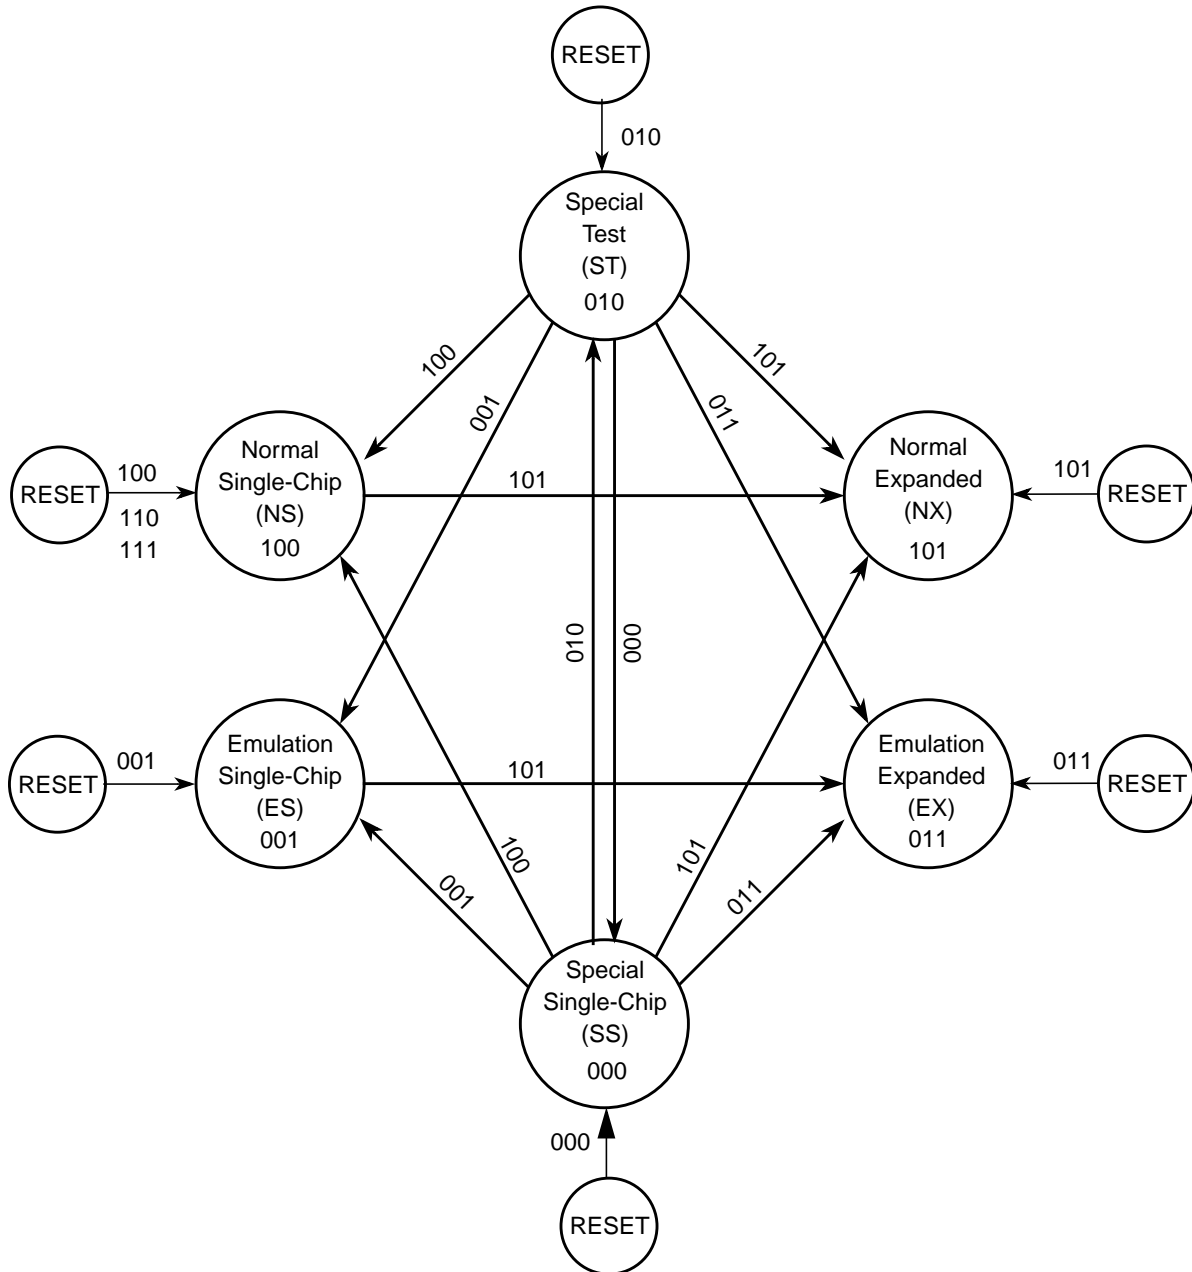 RESET
010
Special
Test
(ST)
010
100
101
001
011
Normal
Single-Chip
(NS)
100
Normal
Expanded
(NX)
101
RESET
100
110
111
101
101
RESET
010
000
Emulation
Single-Chip
(ES)
001
Emulation
Expanded
(EX)
011
RESET
001
101
011
RESET
100
101
001
011
Special
Single-Chip
(SS)
000
000
RESET